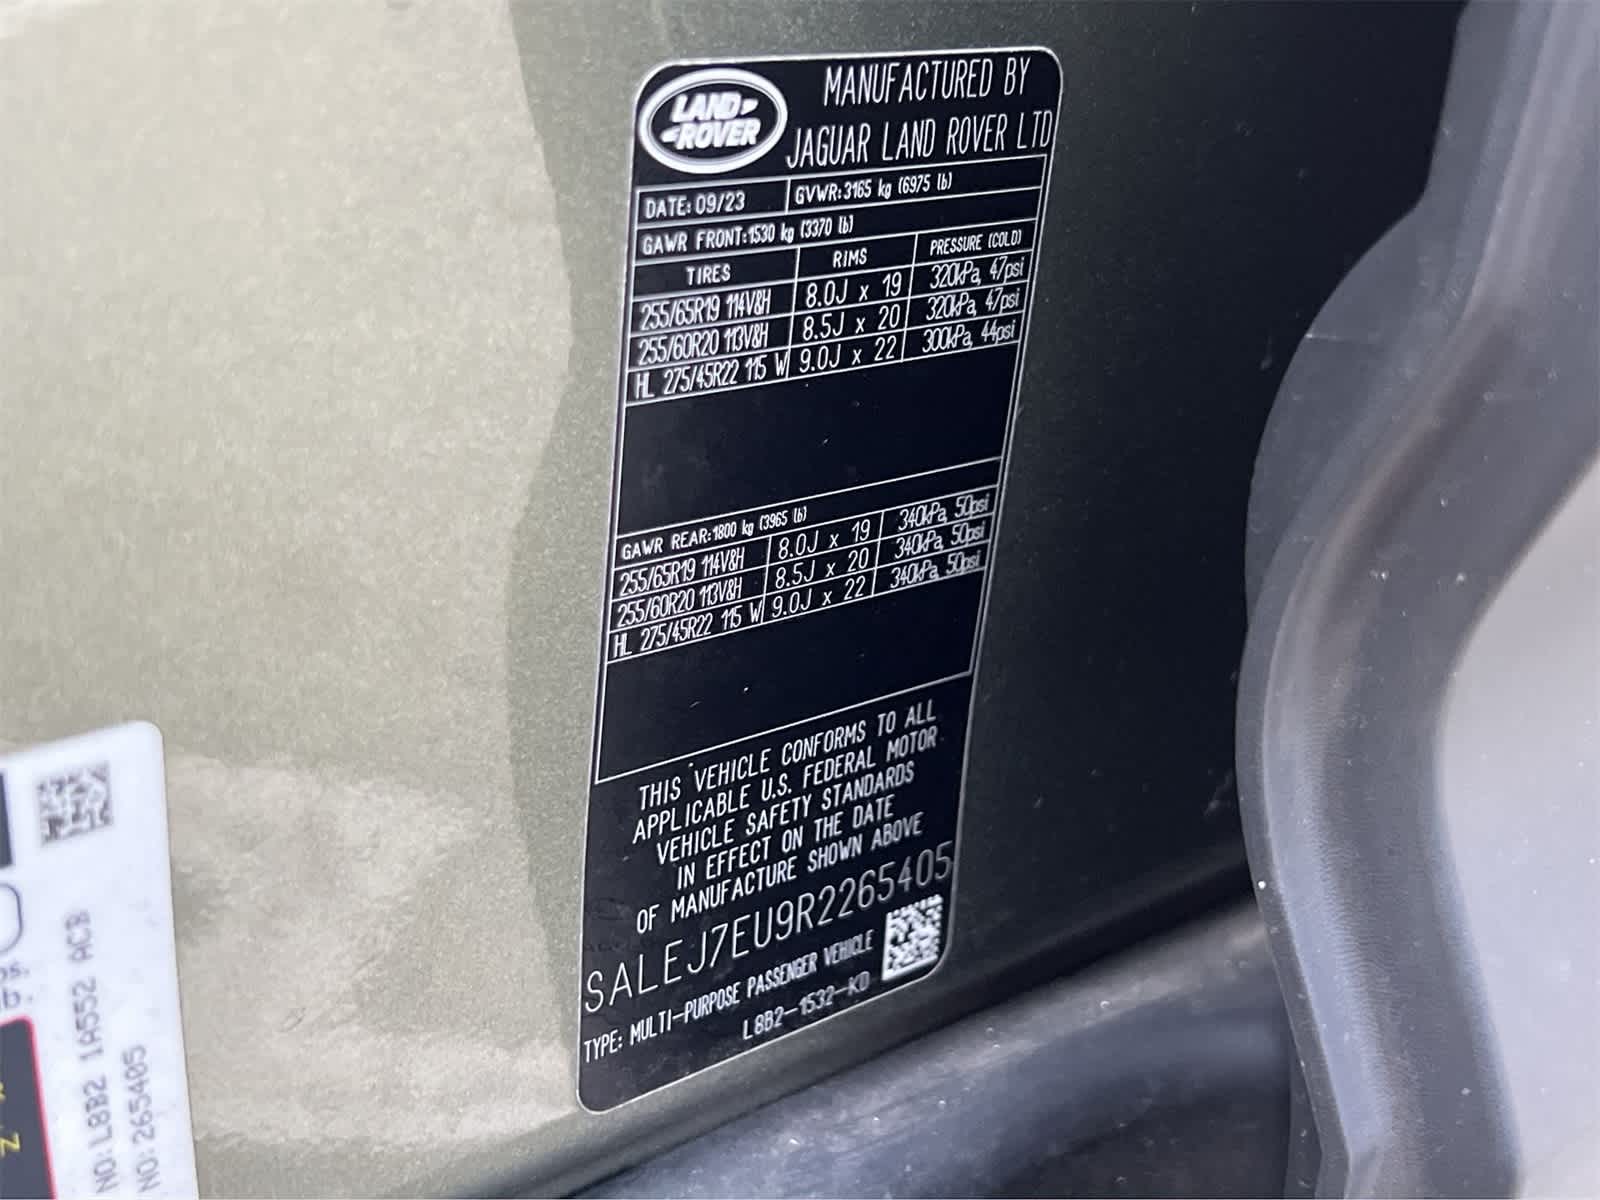 LAND
ROVER
MANUFACTURED BY
JAGUAR LAND ROVER LTD
DATE: 09/23 GVWR: 3165 kg (6975 lb)
GAWR FRONT: 1530 kg (3370 lb)
TIRES RIMS PRESSURE (COLD)
255/65R19 114V&H 8.0J x 19 320kPa, 47psi
255/60R20 113V&H 8.5J x 20 320kPa, 47psi
HL 275/45R22 115 W 9.0J x 22 300kPa, 44psi
GAWR REAR: 1800 kg (3965 lb)
255/65R19 114V&H 8.0J x 19 340kPa, 50psi
255/60R20 113V&H 8.5J x 20 340kPa, 50psi
HL 275/45R22 115 W 9.0J x 22 340kPa, 50psi
THIS VEHICLE CONFORMS TO ALL
APPLICABLE U.S. FEDERAL MOTOR
VEHICLE SAFETY STANDARDS
IN EFFECT ON THE DATE
OF MANUFACTURE SHOWN ABOVE
SALEJ7EU9R2265405
TYPE: MULTI-PURPOSE PASSENGER VEHICLE
L8B2-1532-KD
NO: L8B2 1A552 ACB
NO: 265405